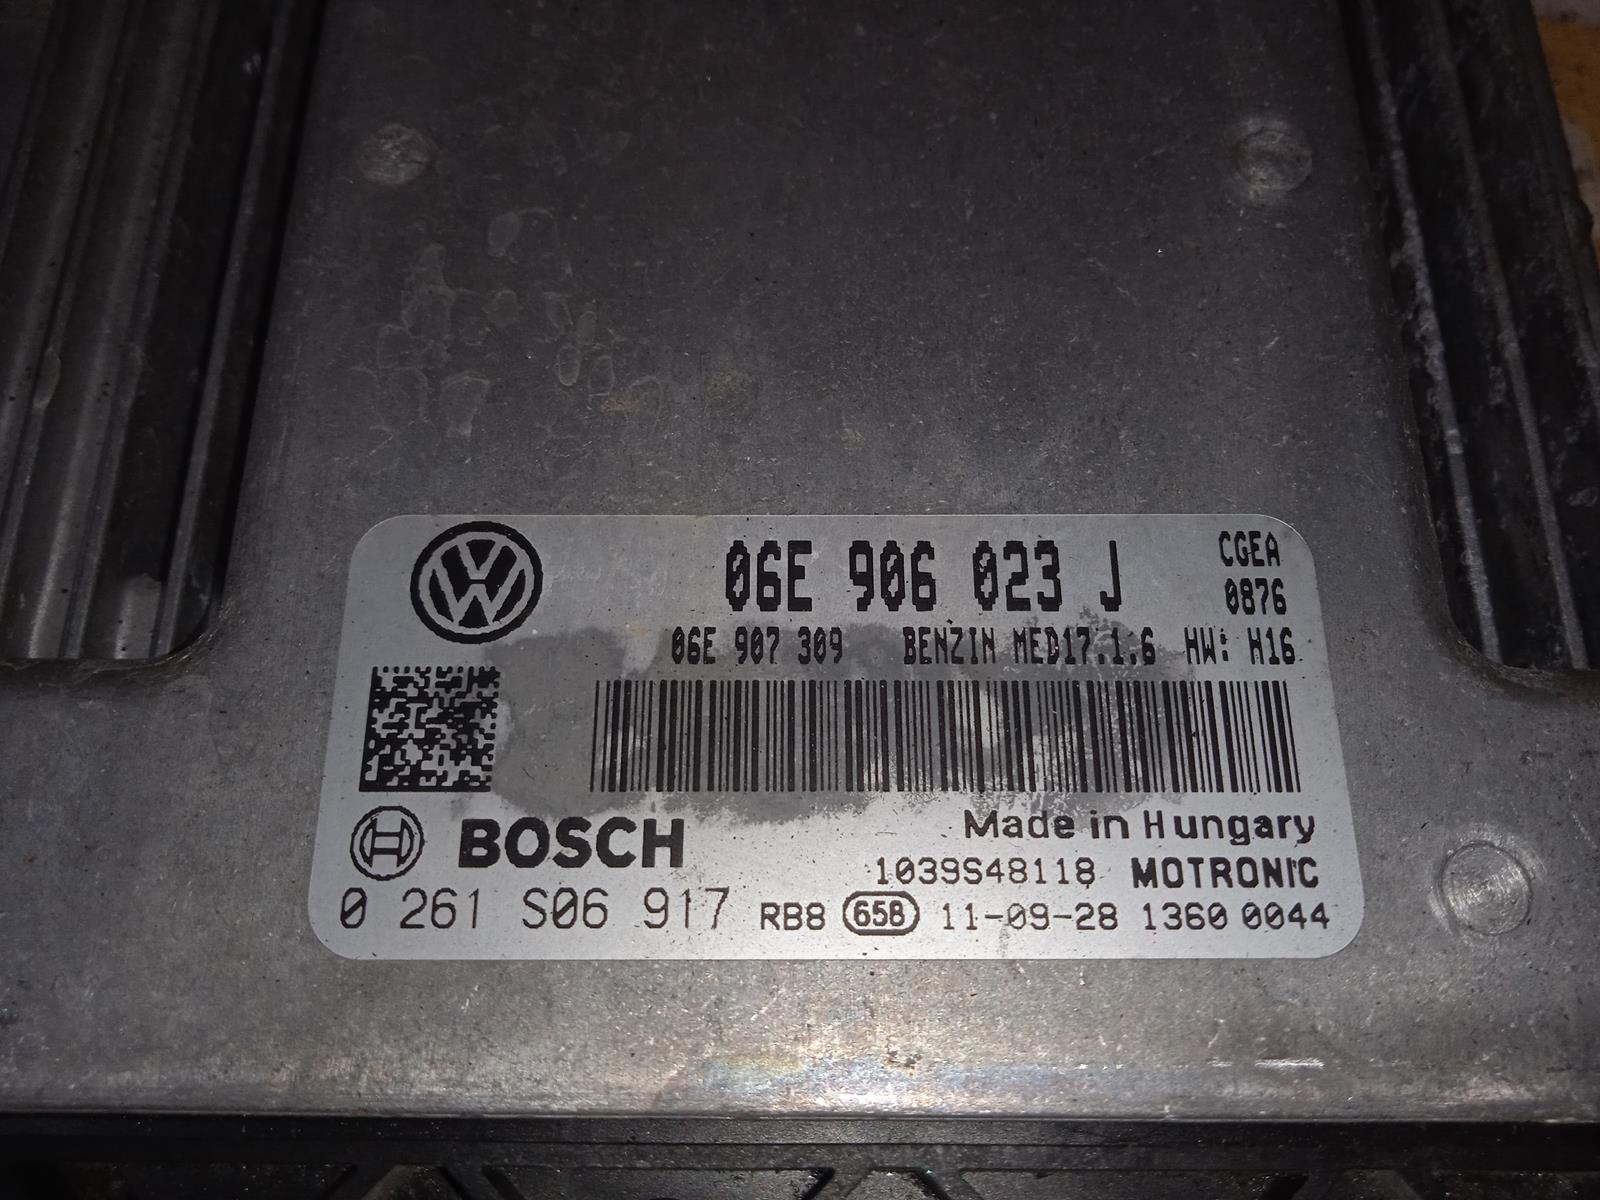 06E 906 023 J CGEA
0876
06E 907 309 BENZIN MED17.1.6 HW: H16
BOSCH
Made in Hungary
1039S48118 MOTRONIC
0 261 S06 917 RB8 65B 11-09-28 1360 0044